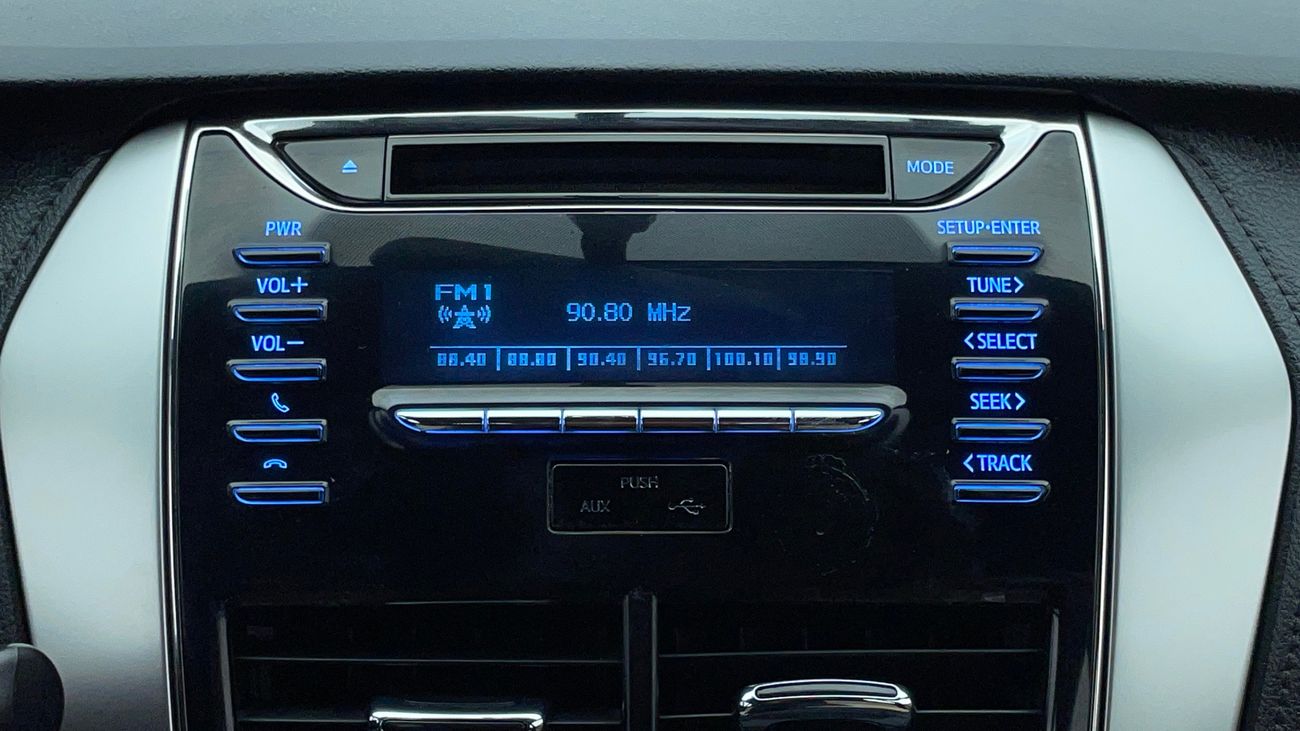 MODE
PWR
SETUP•ENTER
VOL+
TUNE>
FM1
90.80 MHz
VOL–
<SELECT
88.40 | 88.80 | 90.40 | 96.70 | 100.10 | 98.90
SEEK>
<TRACK
PUSH
AUX